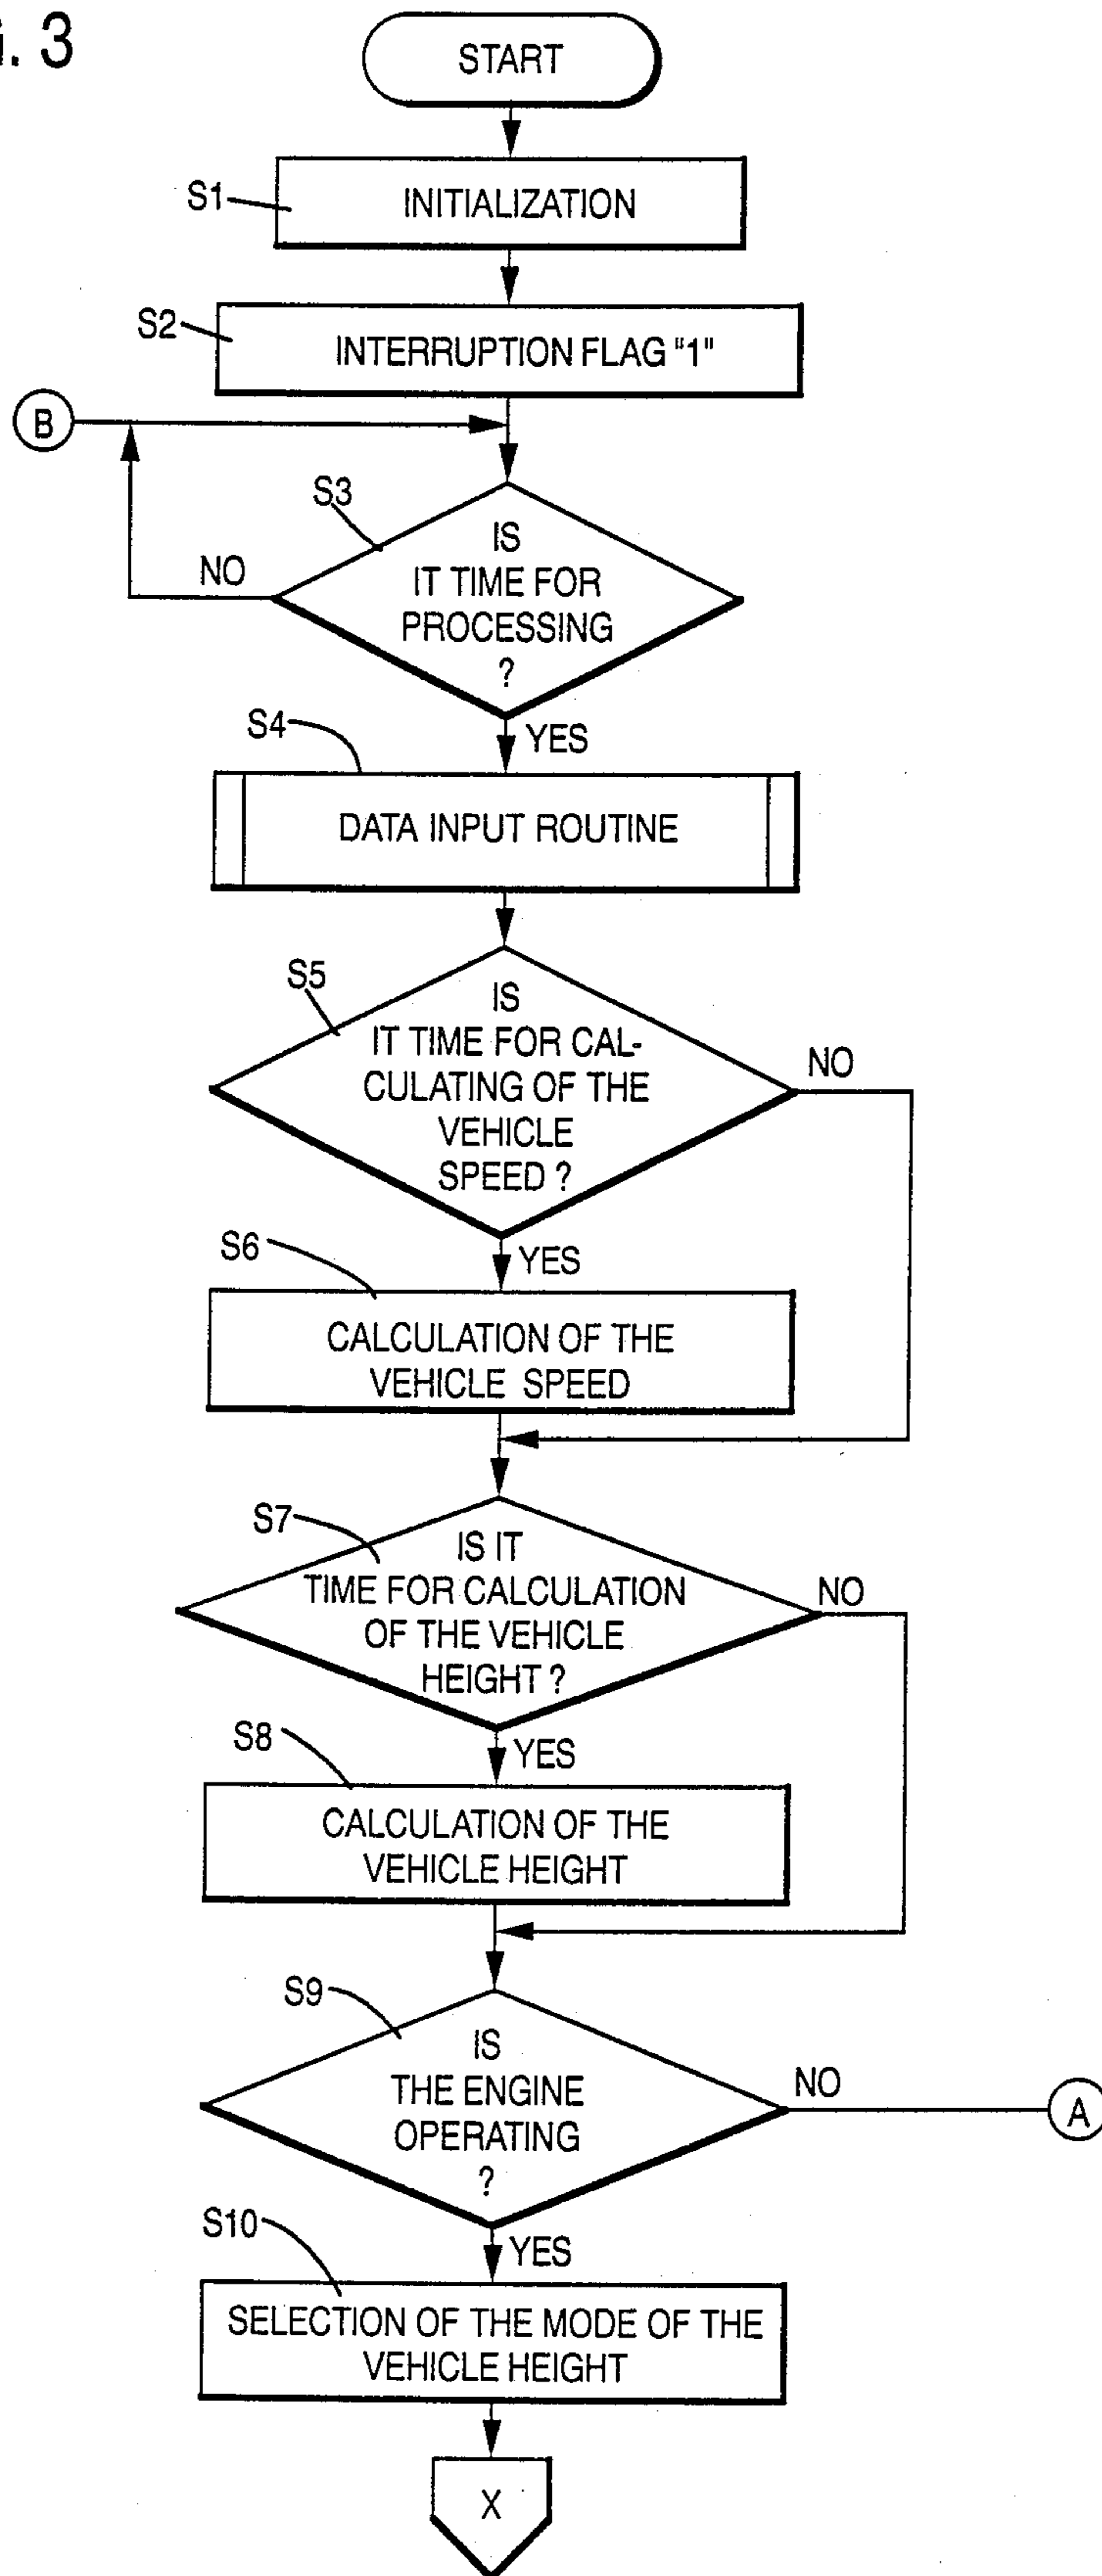 . 3
START
S1
INITIALIZATION
S2
INTERRUPTION FLAG "1"
B
S3
IS
IT TIME FOR
PROCESSING
?
NO
YES
S4
DATA INPUT ROUTINE
S5
IS
IT TIME FOR CAL-
CULATING OF THE
VEHICLE
SPEED ?
NO
YES
S6
CALCULATION OF THE
VEHICLE SPEED
S7
IS IT
TIME FOR CALCULATION
OF THE VEHICLE
HEIGHT ?
NO
YES
S8
CALCULATION OF THE
VEHICLE HEIGHT
S9
IS
THE ENGINE
OPERATING
?
NO
A
YES
S10
SELECTION OF THE MODE OF THE
VEHICLE HEIGHT
X